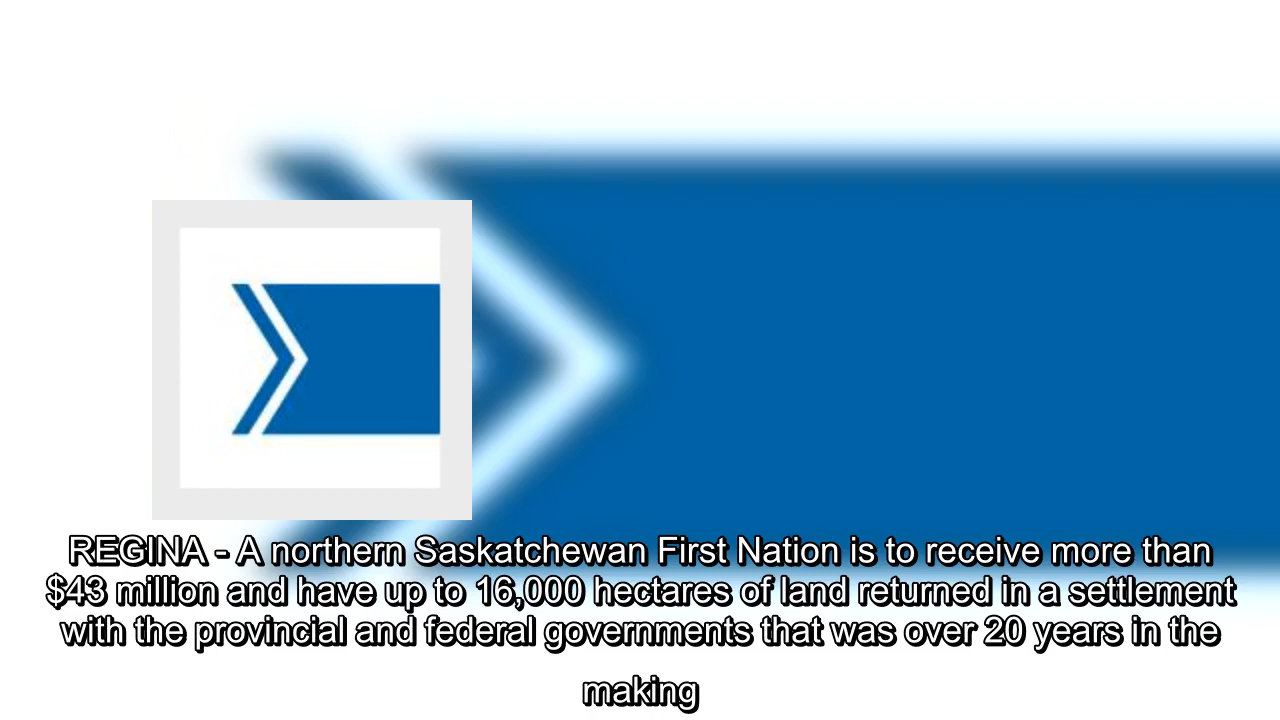 REGINA - A northern Saskatchewan First Nation is to receive more than
$43 million and have up to 16,000 hectares of land returned in a settlement
with the provincial and federal governments that was over 20 years in the
making